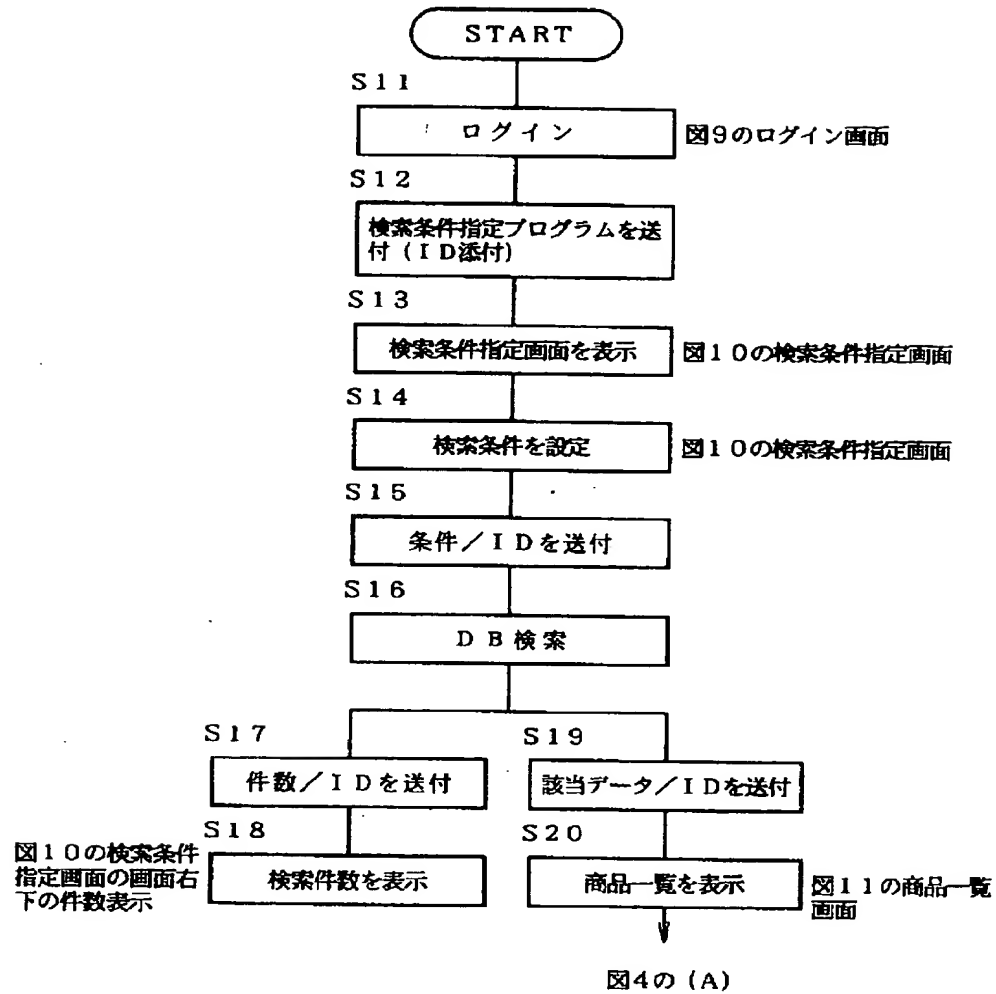 START
S11
ログイン
図9のログイン画面
S12
検索条件指定プログラムを送
付（ID添付）
S13
検索条件指定画面を表示
図10の検索条件指定画面
S14
検索条件を設定
図10の検索条件指定画面
S15
条件／IDを送付
S16
DB検索
S17
件数／IDを送付
S19
該当データ／IDを送付
S18
検索件数を表示
図10の検索条件
指定画面の画面右
下の件数表示
S20
商品一覧を表示
図11の商品一覧
画面
図4の（A）